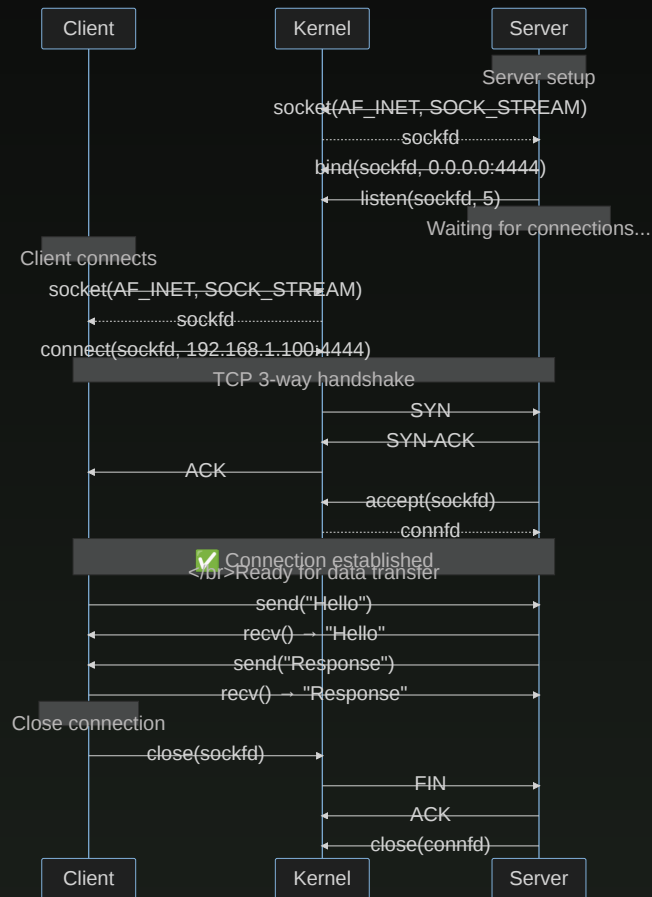 Client Kernel Server
Server setup
socket(AF_INET, SOCK_STREAM)
sockfd
bind(sockfd, 0.0.0.0:4444)
listen(sockfd, 5)
Waiting for connections...
Client connects
socket(AF_INET, SOCK_STREAM)
sockfd
connect(sockfd, 192.168.1.100:4444)
TCP 3-way handshake
SYN
SYN-ACK
ACK
accept(sockfd)
connfd
✅ Connection established
</br>Ready for data transfer
send("Hello")
recv() → "Hello"
send("Response")
recv() → "Response"
Close connection
close(sockfd)
FIN
ACK
close(connfd)
Client Kernel Server